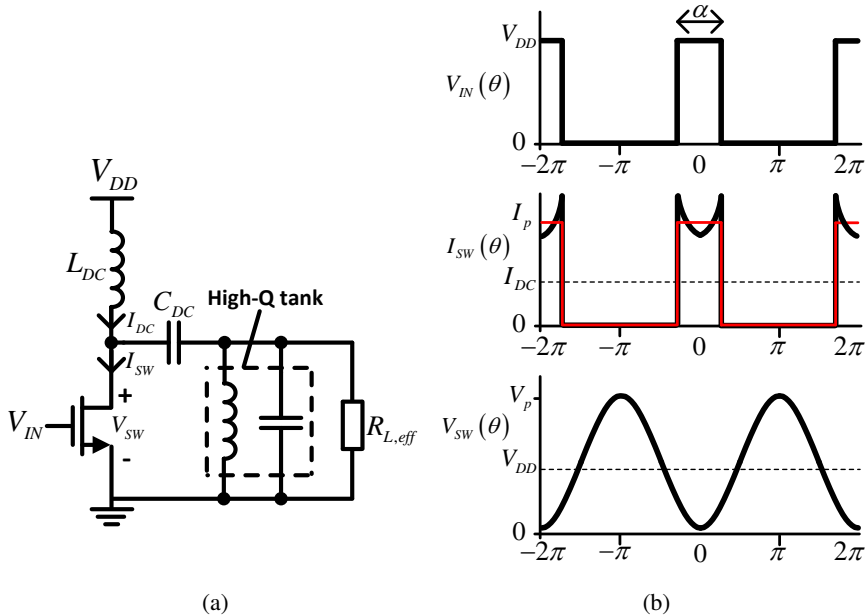 V_DD
L_DC
C_DC
High-Q tank
I_DC
I_SW
V_IN
+
V_SW
-
R_L,eff
(a)
α
V_DD
V_IN(θ)
0
−2π −π 0 π 2π
I_p
I_SW(θ)
I_DC
0
−2π −π 0 π 2π
V_p
V_SW(θ)
V_DD
0
−2π −π 0 π 2π
(b)